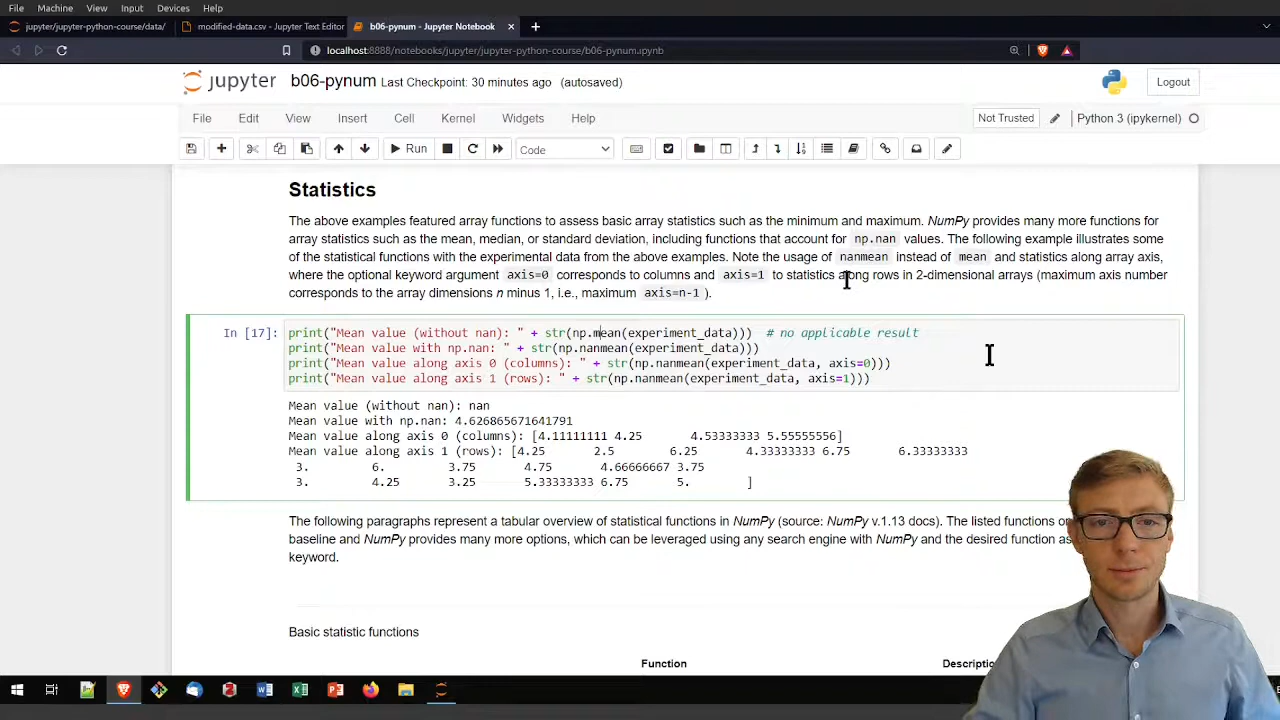 File Machine View Input Devices Help
jupyter/jupyter-python-course/data/ modified-data.csv - Jupyter Text Editor b06-pynum - Jupyter Notebook
localhost:8888/notebooks/jupyter/jupyter-python-course/b06-pynum.ipynb
jupyter b06-pynum Last Checkpoint: 30 minutes ago (autosaved) Logout
File Edit View Insert Cell Kernel Widgets Help Not Trusted Python 3 (ipykernel)
Run Code
Statistics
The above examples featured array functions to assess basic array statistics such as the minimum and maximum. NumPy provides many more functions for
array statistics such as the mean, median, or standard deviation, including functions that account for np.nan values. The following example illustrates some
of the statistical functions with the experimental data from the above examples. Note the usage of nanmean instead of mean and statistics along array axis,
where the optional keyword argument axis=0 corresponds to columns and axis=1 to statistics along rows in 2-dimensional arrays (maximum axis number
corresponds to the array dimensions n minus 1, i.e., maximum axis=n-1 ).
In [17]: print("Mean value (without nan): " + str(np.mean(experiment_data))) # no applicable result
print("Mean value with np.nan: " + str(np.nanmean(experiment_data)))
print("Mean value along axis 0 (columns): " + str(np.nanmean(experiment_data, axis=0)))
print("Mean value along axis 1 (rows): " + str(np.nanmean(experiment_data, axis=1)))
Mean value (without nan): nan
Mean value with np.nan: 4.626865671641791
Mean value along axis 0 (columns): [4.11111111 4.25 4.53333333 5.55555556]
Mean value along axis 1 (rows): [4.25 2.5 6.25 4.33333333 6.75 6.33333333
3. 6. 3.75 4.75 4.66666667 3.75
3. 4.25 3.25 5.33333333 6.75 5. ]
The following paragraphs represent a tabular overview of statistical functions in NumPy (source: NumPy v.1.13 docs). The listed functions
baseline and NumPy provides many more options, which can be leveraged using any search engine with NumPy and the desired function
keyword.
Basic statistic functions
Function